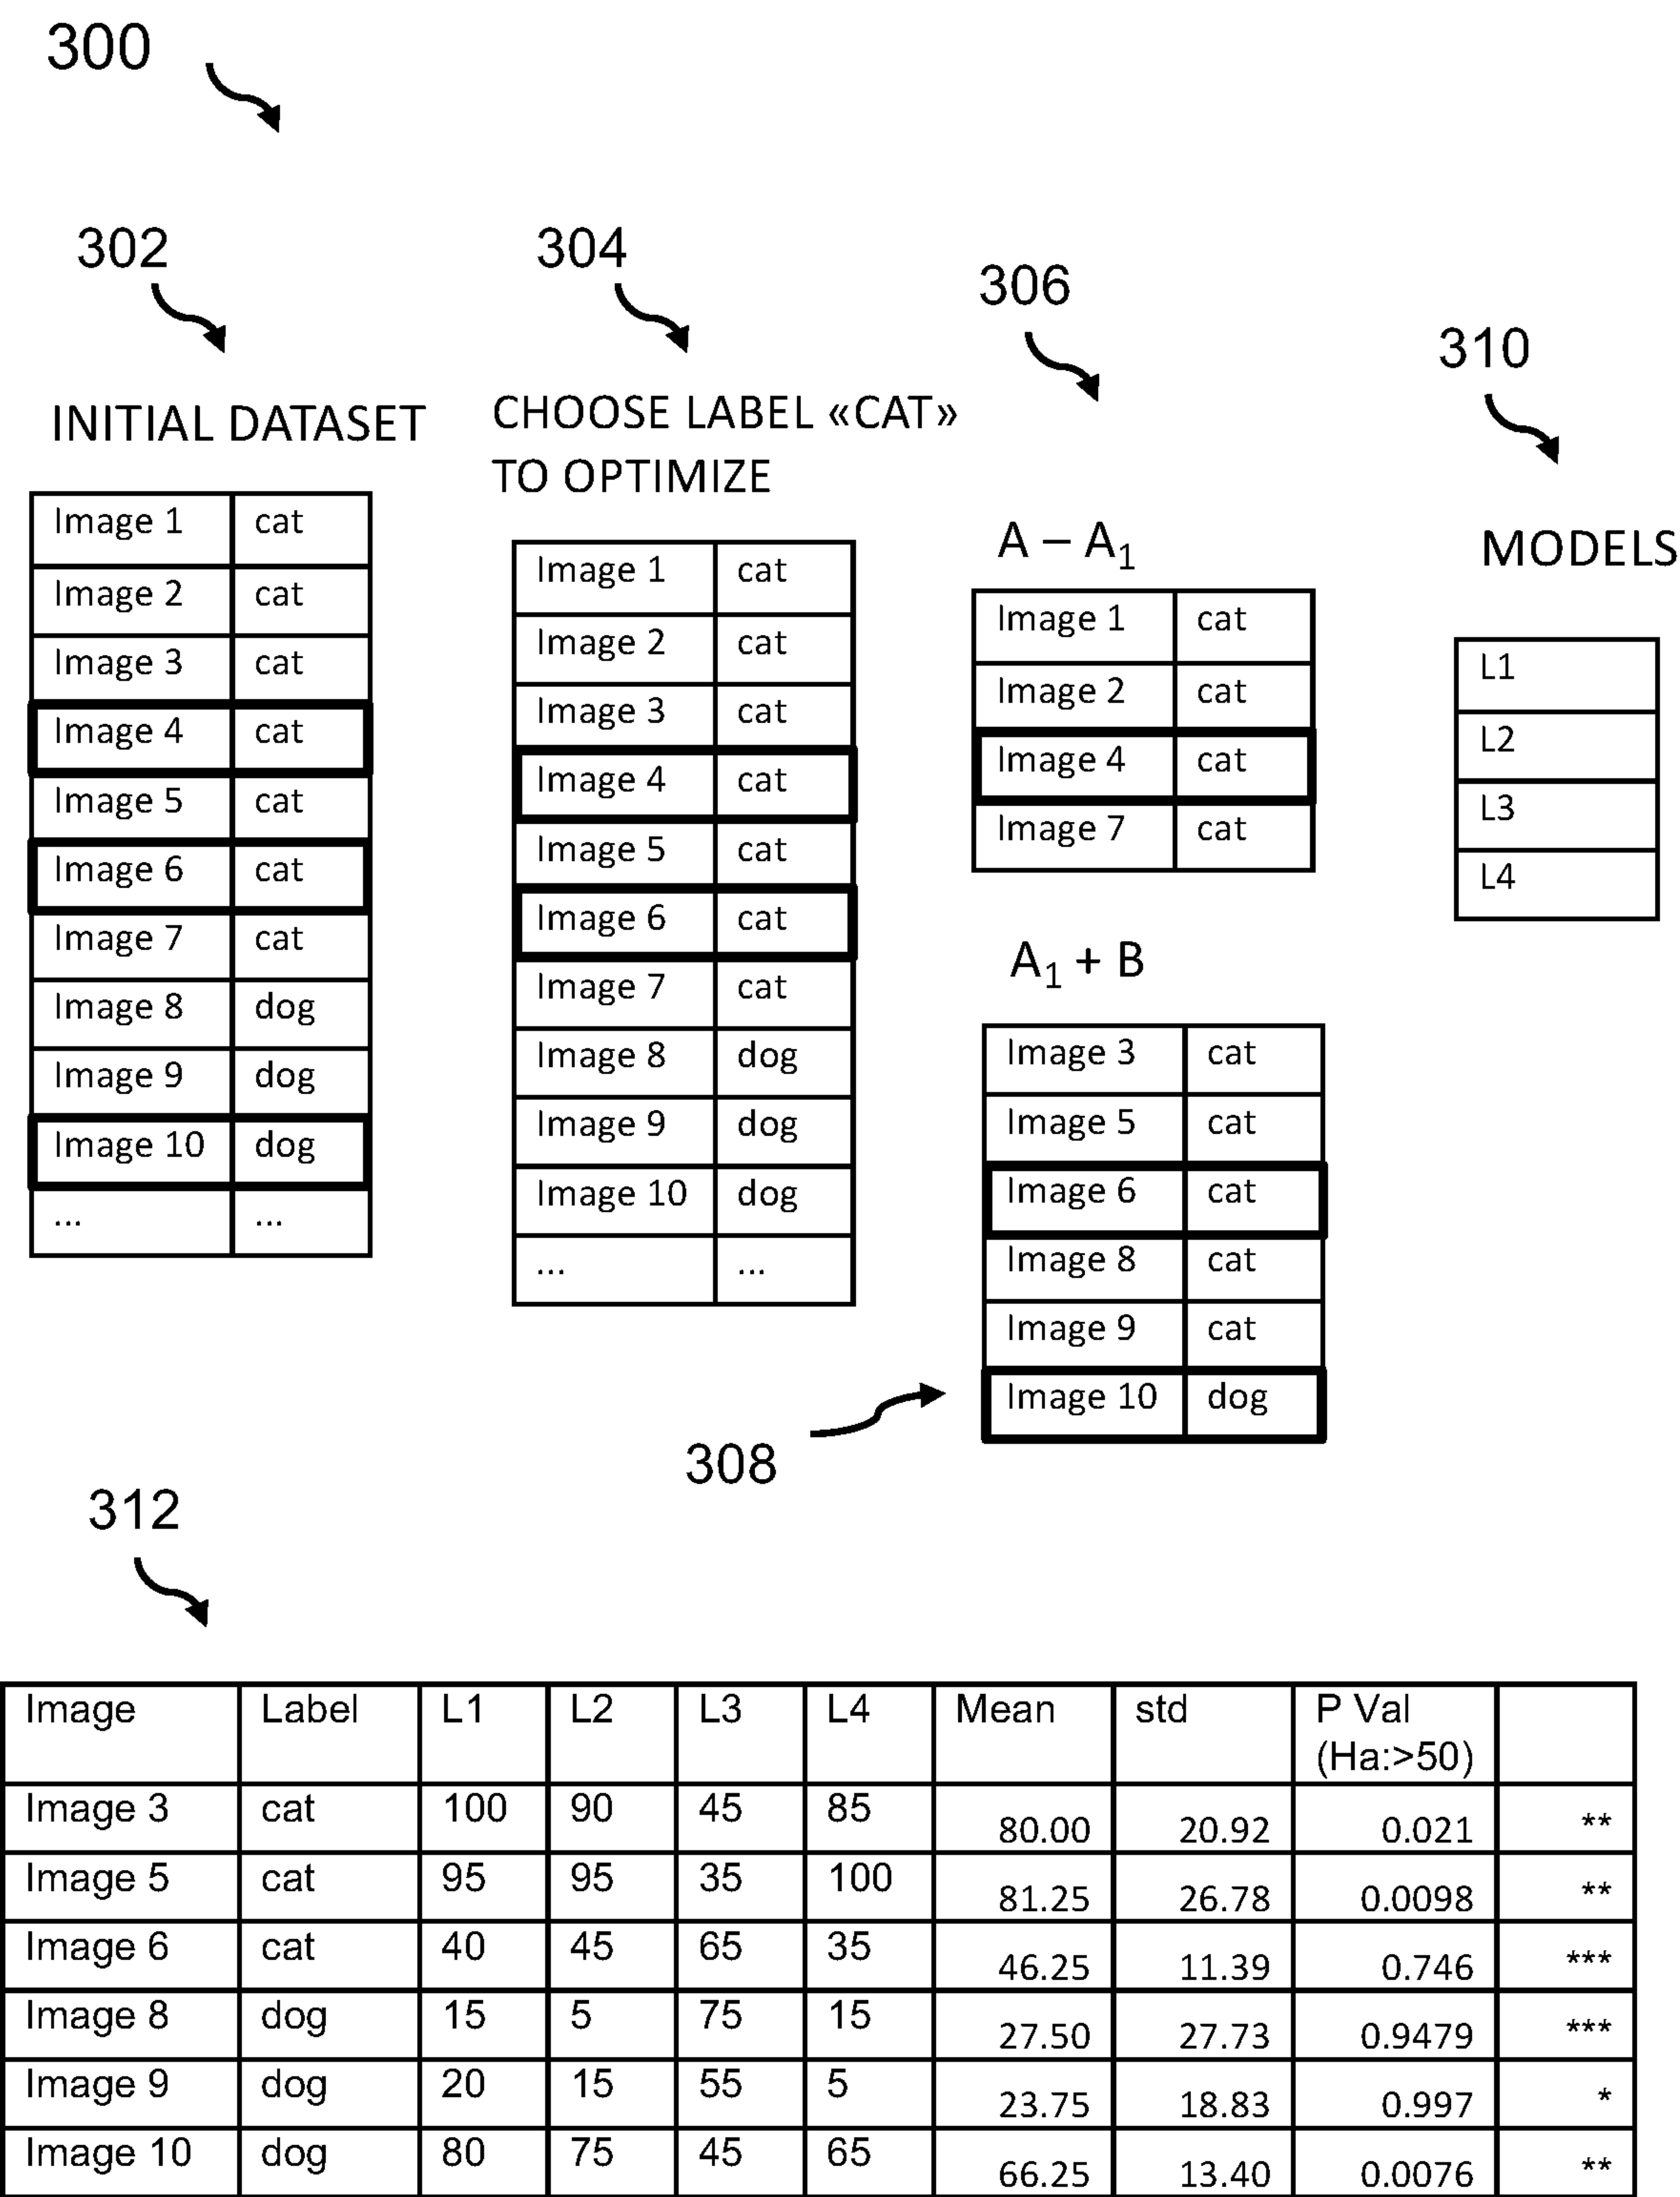 300
302
INITIAL DATASET
Image 1 cat
Image 2 cat
Image 3 cat
Image 4 cat
Image 5 cat
Image 6 cat
Image 7 cat
Image 8 dog
Image 9 dog
Image 10 dog
... ...
304
CHOOSE LABEL «CAT»
TO OPTIMIZE
Image 1 cat
Image 2 cat
Image 3 cat
Image 4 cat
Image 5 cat
Image 6 cat
Image 7 cat
Image 8 dog
Image 9 dog
Image 10 dog
... ...
306
A – A₁
Image 1 cat
Image 2 cat
Image 4 cat
Image 7 cat
A₁ + B
Image 3 cat
Image 5 cat
Image 6 cat
Image 8 cat
Image 9 cat
Image 10 dog
308
310
MODELS
L1
L2
L3
L4
312
Image Label L1 L2 L3 L4 Mean std P Val
(Ha:>50)
Image 3 cat 100 90 45 85 80.00 20.92 0.021 **
Image 5 cat 95 95 35 100 81.25 26.78 0.0098 **
Image 6 cat 40 45 65 35 46.25 11.39 0.746 ***
Image 8 dog 15 5 75 15 27.50 27.73 0.9479 ***
Image 9 dog 20 15 55 5 23.75 18.83 0.997 *
Image 10 dog 80 75 45 65 66.25 13.40 0.0076 **